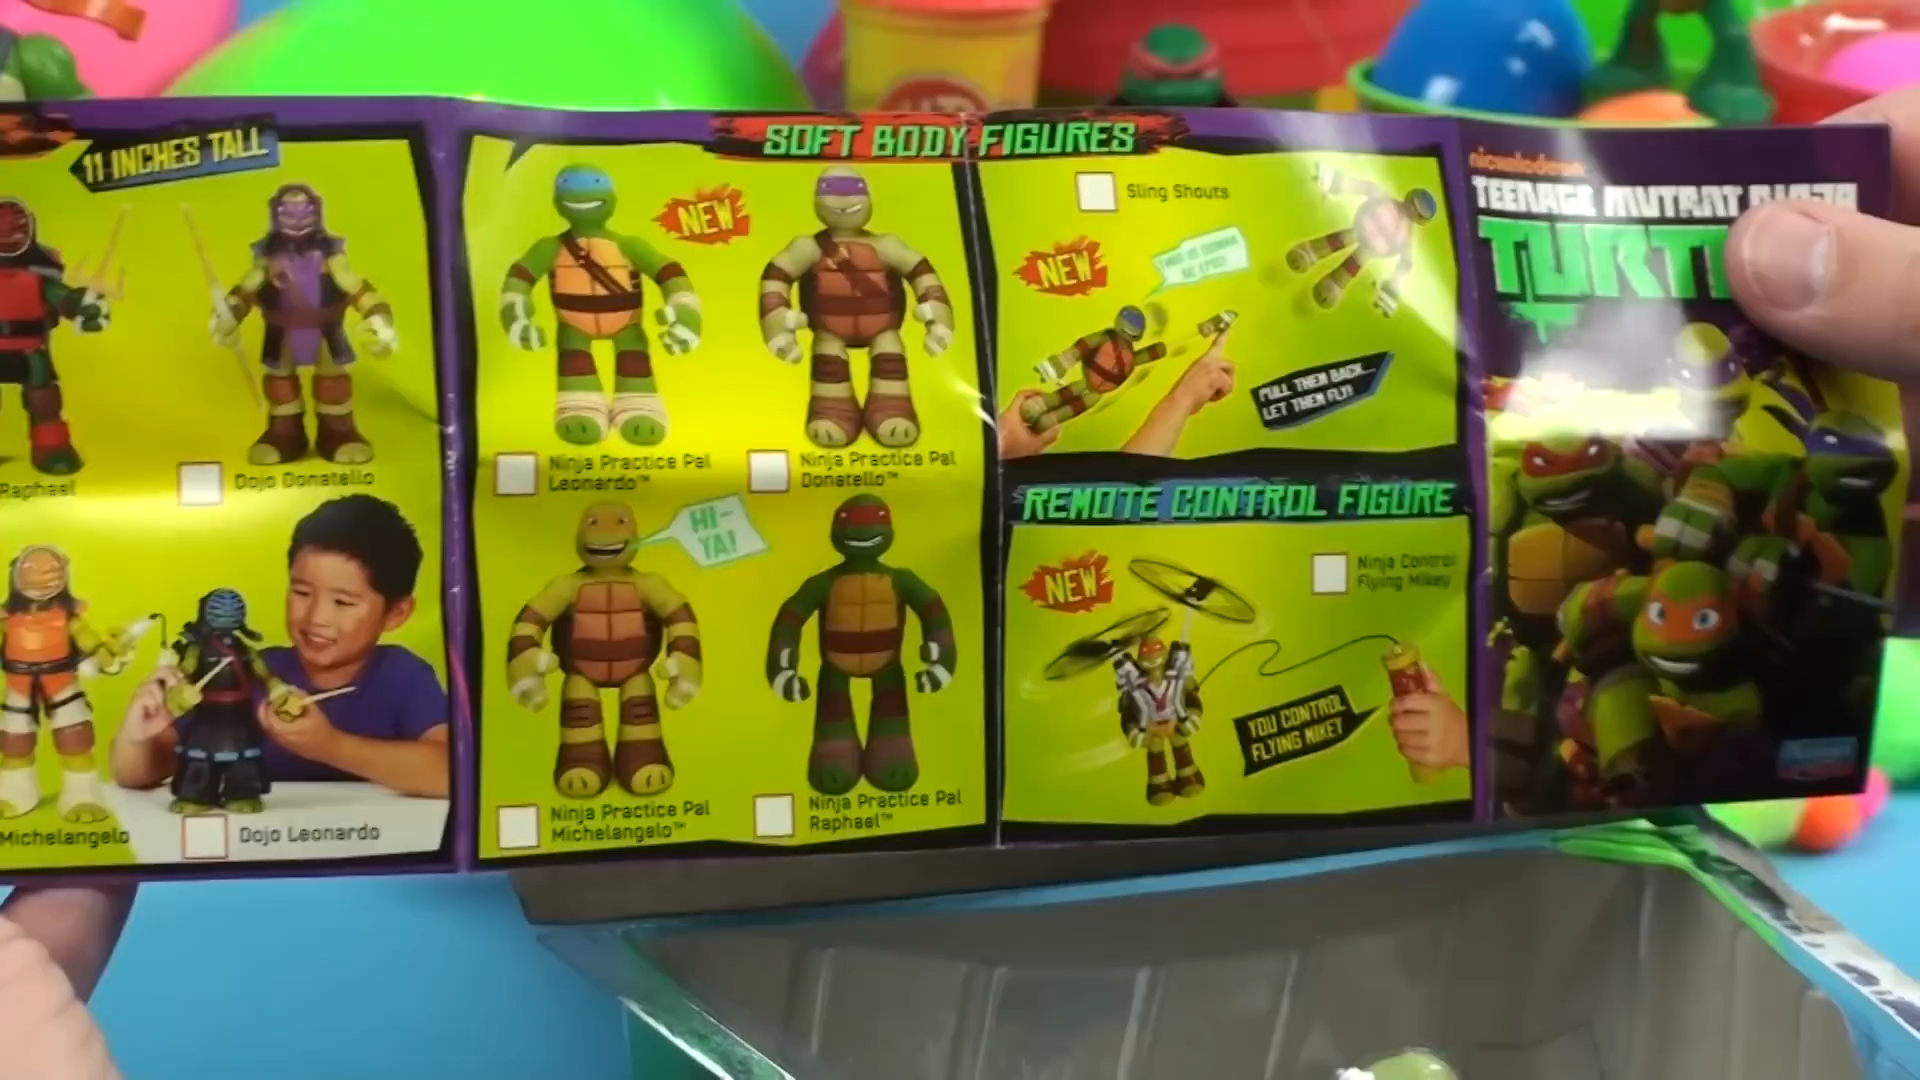 11 INCHES TALL
Raphael
Dojo Donatello
Michelangelo
Dojo Leonardo
SOFT BODY FIGURES
NEW
Ninja Practice Pal
Leonardo™
Ninja Practice Pal
Donatello™
HI-
YA!
Ninja Practice Pal
Michelangelo™
Ninja Practice Pal
Raphael™
Sling Shouts
NEW
PULL THEM BACK...
LET THEM FLY!
REMOTE CONTROL FIGURE
NEW
Ninja Control
Flying Mikey
YOU CONTROL
FLYING MIKEY
nickelodeon
TEENAGE MUTANT NINJA